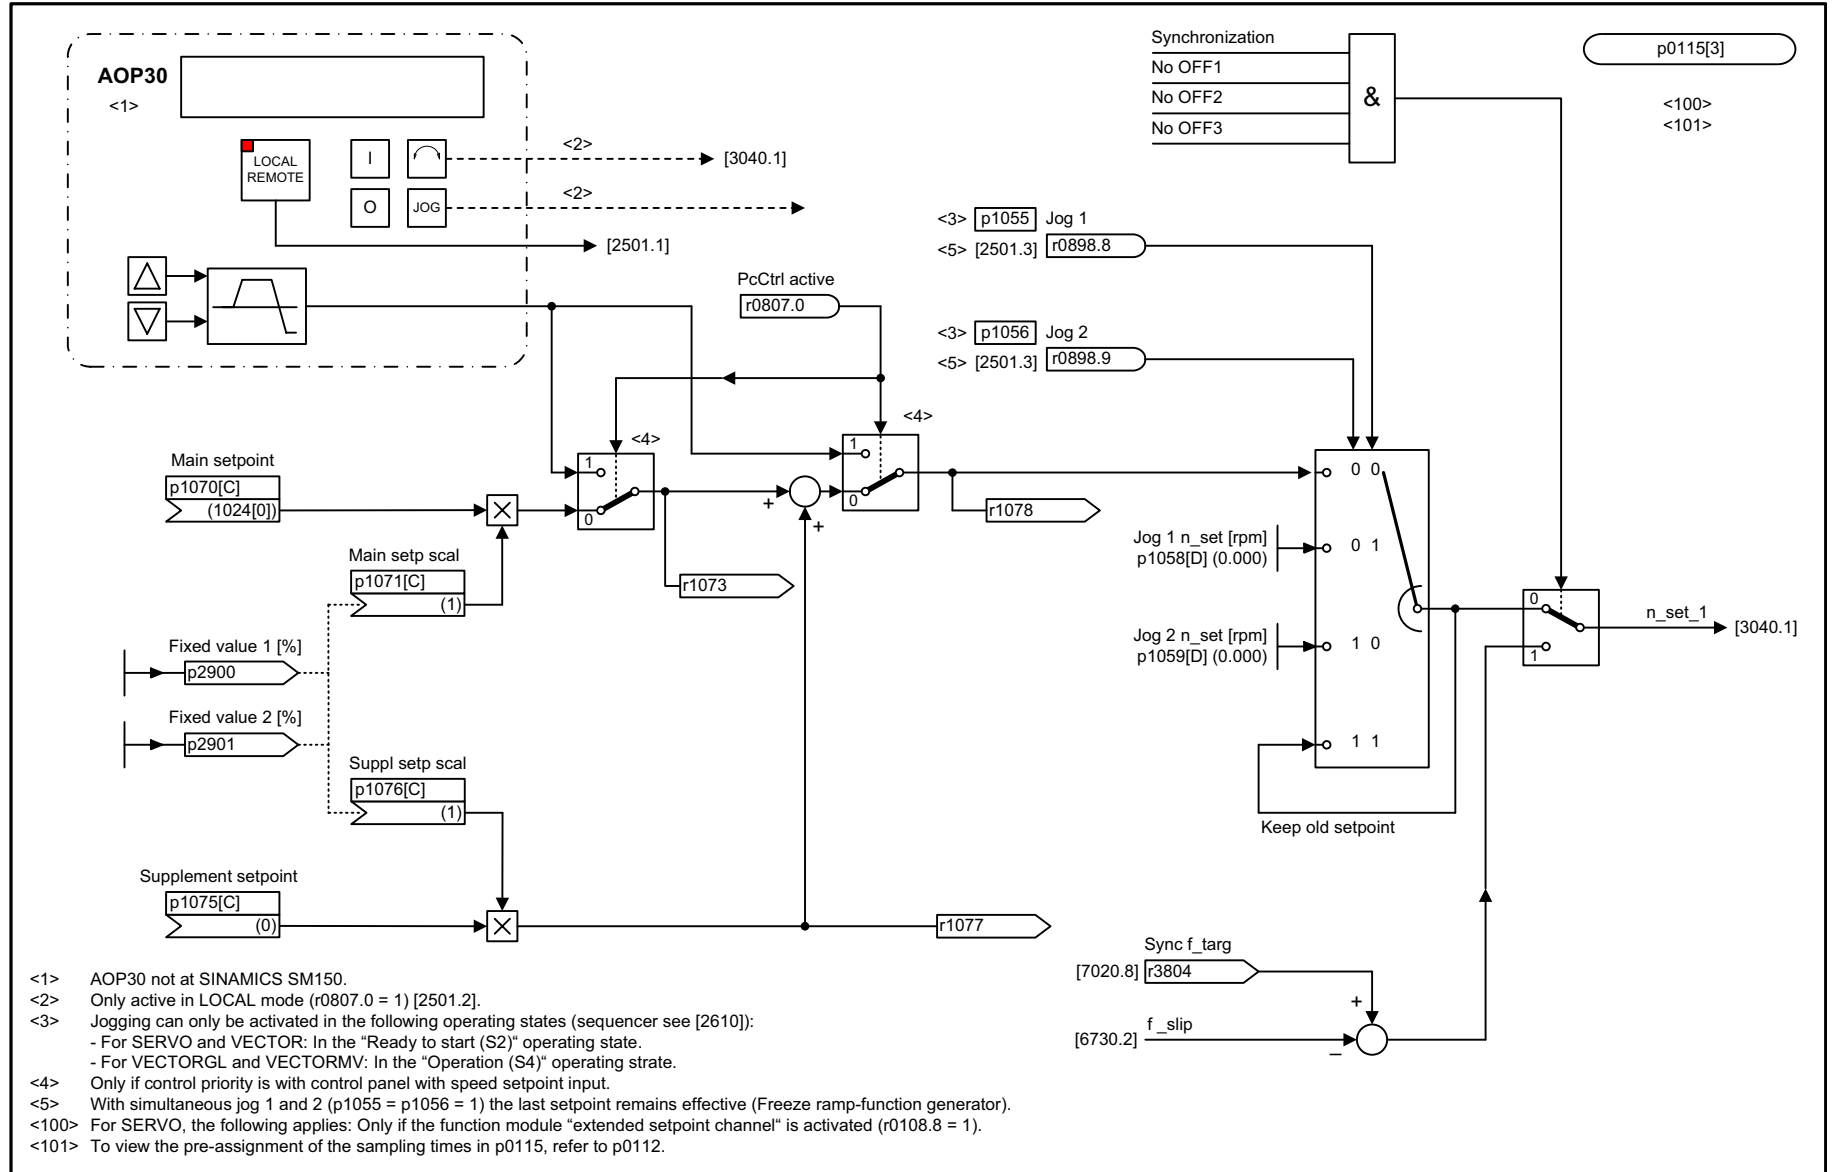 AOP30
<1>
LOCAL
REMOTE
I
O
JOG
<2>
[3040.1]
<2>
[2501.1]
Synchronization
No OFF1
No OFF2
No OFF3
&
p0115[3]
<100>
<101>
<3> p1055 Jog 1
<5> [2501.3] r0898.8
PcCtrl active
r0807.0
<3> p1056 Jog 2
<5> [2501.3] r0898.9
<4>
<4>
Main setpoint
p1070[C]
(1024[0])
1
0
+
+
1
0
r1078
r1073
Main setp scal
p1071[C]
(1)
Fixed value 1 [%]
p2900
Fixed value 2 [%]
p2901
Suppl setp scal
p1076[C]
(1)
Supplement setpoint
p1075[C]
(0)
r1077
0 0
Jog 1 n_set [rpm]
p1058[D] (0.000)
0 1
Jog 2 n_set [rpm]
p1059[D] (0.000)
1 0
1 1
Keep old setpoint
0
1
n_set_1
[3040.1]
Sync f_targ
[7020.8] r3804
+
f _slip
[6730.2]
–
<1> AOP30 not at SINAMICS SM150.
<2> Only active in LOCAL mode (r0807.0 = 1) [2501.2].
<3> Jogging can only be activated in the following operating states (sequencer see [2610]):
- For SERVO and VECTOR: In the “Ready to start (S2)“ operating state.
- For VECTORGL and VECTORMV: In the “Operation (S4)“ operating strate.
<4> Only if control priority is with control panel with speed setpoint input.
<5> With simultaneous jog 1 and 2 (p1055 = p1056 = 1) the last setpoint remains effective (Freeze ramp-function generator).
<100> For SERVO, the following applies: Only if the function module “extended setpoint channel“ is activated (r0108.8 = 1).
<101> To view the pre-assignment of the sampling times in p0115, refer to p0112.